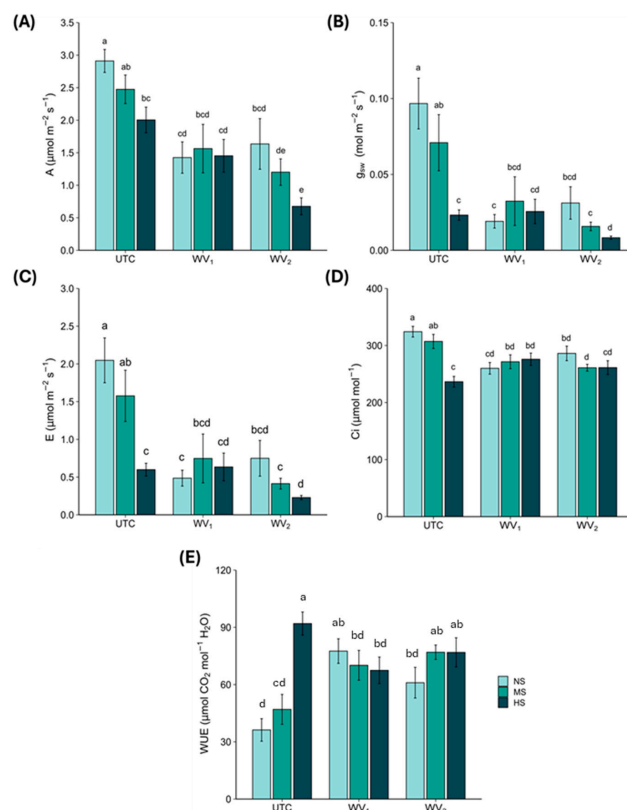 (A)
A (µmol m⁻² s⁻¹)
3.5
3.0
2.5
2.0
1.5
1.0
0.5
0.0
a
ab
bc
cd
bcd
cd
bcd
de
e
UTC
WV₁
WV₂
(B)
gsw (mol m⁻² s⁻¹)
0.15
0.10
0.05
0.00
a
ab
c
c
bcd
cd
bcd
c
d
UTC
WV₁
WV₂
(C)
E (µmol m⁻² s⁻¹)
2.5
2.0
1.5
1.0
0.5
0.0
a
ab
c
c
bcd
cd
bcd
c
d
UTC
WV₁
WV₂
(D)
Ci (µmol mol⁻¹)
400
300
200
100
0
a
ab
c
cd
bd
bd
bd
d
cd
UTC
WV₁
WV₂
(E)
WUE (µmol CO₂ mol⁻¹ H₂O)
120
90
60
30
0
d
cd
a
ab
bd
bd
bd
ab
ab
UTC
NS
MS
HS